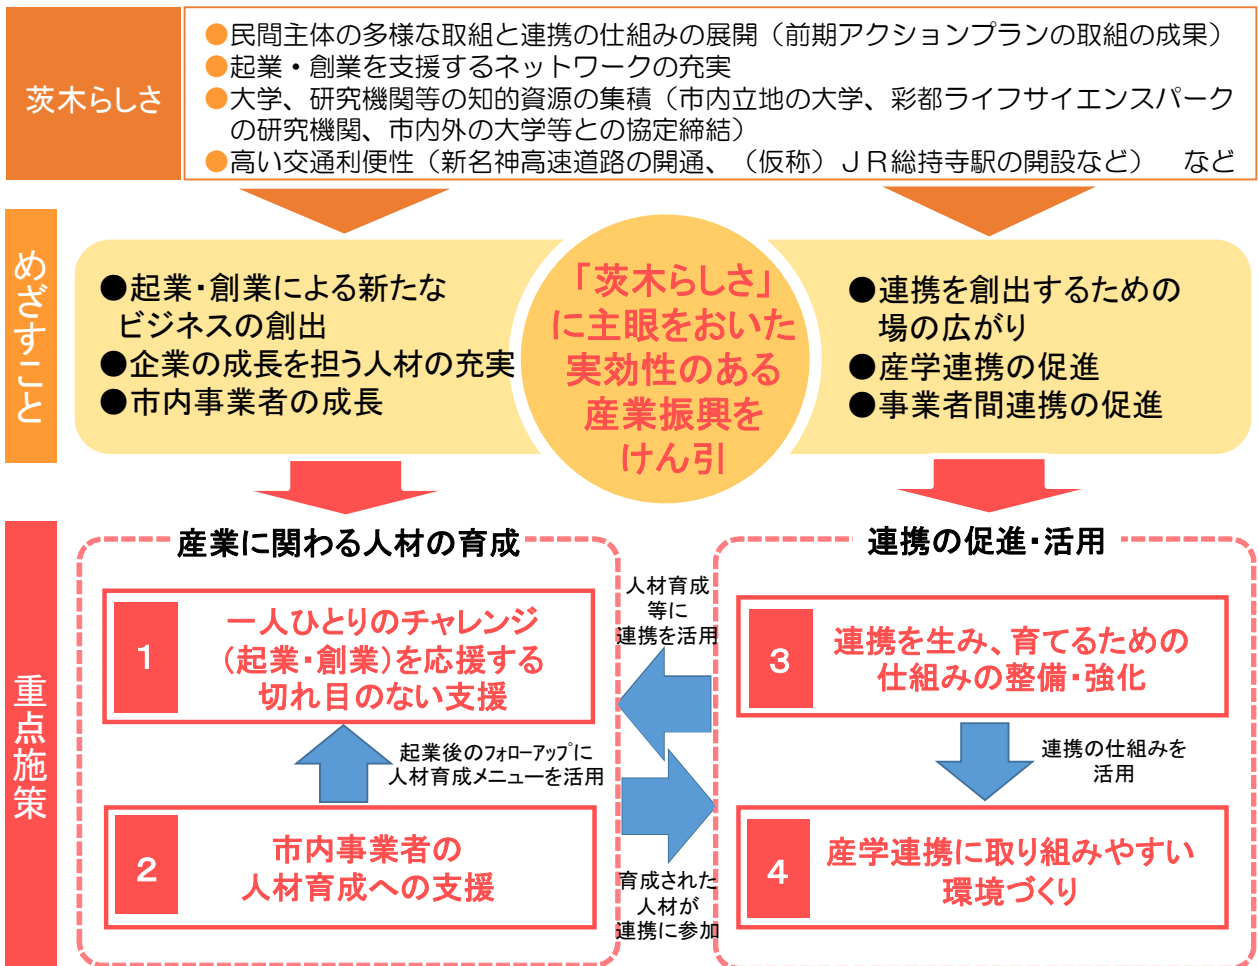 茨木らしさ
●民間主体の多様な取組と連携の仕組みの展開（前期アクションプランの取組の成果）
●起業・創業を支援するネットワークの充実
●大学、研究機関等の知的資源の集積（市内立地の大学、彩都ライフサイエンスパーク
の研究機関、市内外の大学等との協定締結）
●高い交通利便性（新名神高速道路の開通、（仮称）ＪＲ総持寺駅の開設など）　など
めざすこと
●起業・創業による新たな
ビジネスの創出
●企業の成長を担う人材の充実
●市内事業者の成長
「茨木らしさ」
に主眼をおいた
実効性のある
産業振興を
けん引
●連携を創出するための
場の広がり
●産学連携の促進
●事業者間連携の促進
重点施策
産業に関わる人材の育成
1
一人ひとりのチャレンジ
（起業・創業）を応援する
切れ目のない支援
起業後のフォローアップに
人材育成メニューを活用
2
市内事業者の
人材育成への支援
人材育成
等に
連携を活用
育成された
人材が
連携に参加
連携の促進・活用
3
連携を生み、育てるための
仕組みの整備・強化
連携の仕組みを
活用
4
産学連携に取り組みやすい
環境づくり